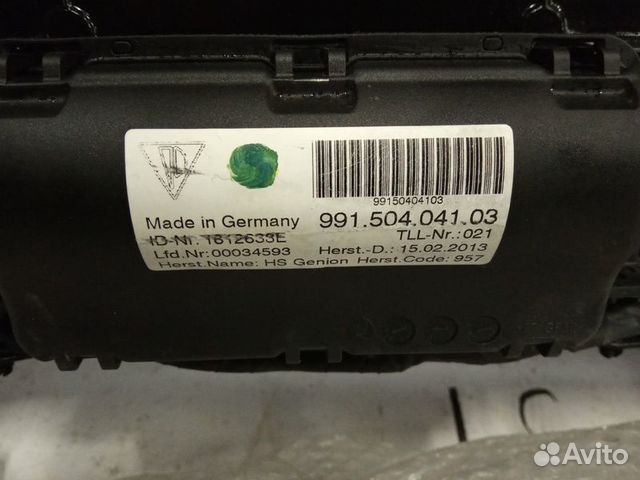 99150404103
Made in Germany 991.504.041.03
ID-Nr. 1612633E TLL-Nr.:021
Lfd.Nr:00034593 Herst.-D.: 15.02.2013
Herst.Name: HS Genion Herst.Code: 957
Avito